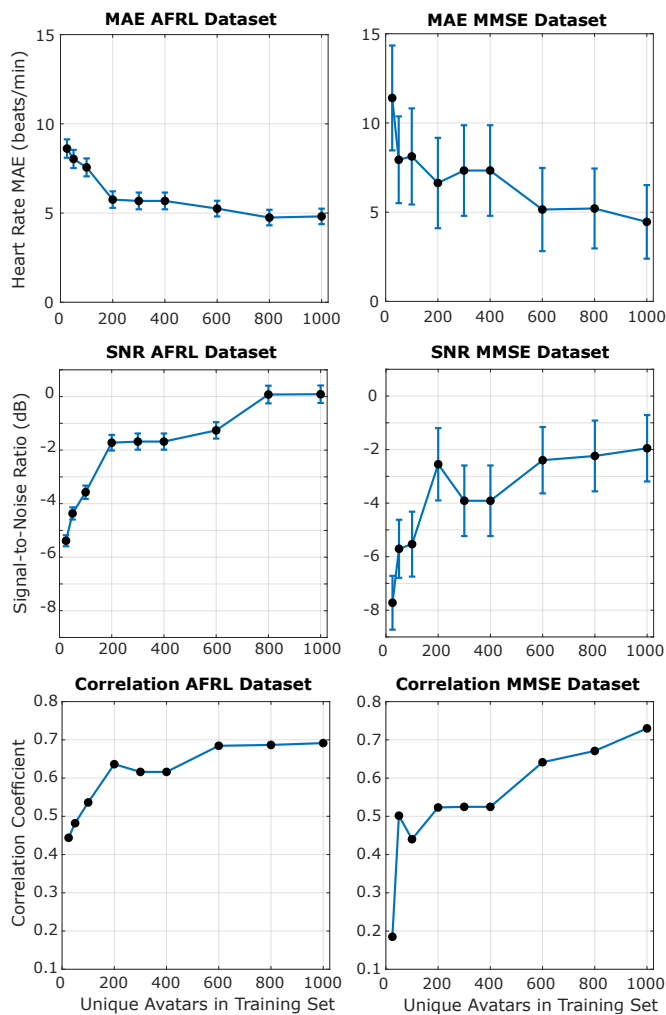 MAE AFRL Dataset
MAE MMSE Dataset
Heart Rate MAE (beats/min)
15
10
5
0
0 200 400 600 800 1000
15
10
5
0
0 200 400 600 800 1000
SNR AFRL Dataset
SNR MMSE Dataset
Signal-to-Noise Ratio (dB)
0
-2
-4
-6
-8
0 200 400 600 800 1000
0
-2
-4
-6
-8
0 200 400 600 800 1000
Correlation AFRL Dataset
Correlation MMSE Dataset
Correlation Coefficient
0.8
0.7
0.6
0.5
0.4
0.3
0.2
0.1
0 200 400 600 800 1000
Unique Avatars in Training Set
0.8
0.7
0.6
0.5
0.4
0.3
0.2
0.1
0 200 400 600 800 1000
Unique Avatars in Training Set